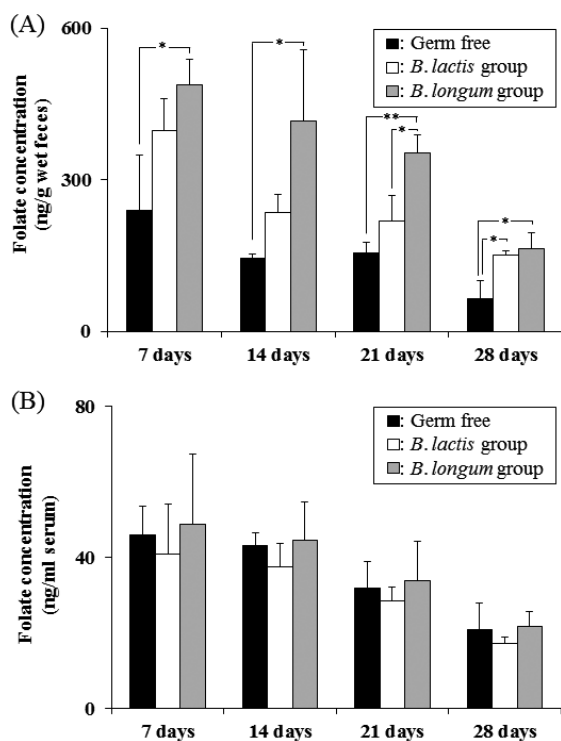 (A)
Folate concentration
(ng/g wet feces)
600
300
0
*
*
**
*
*
*
■: Germ free
□: B. lactis group
■: B. longum group
7 days
14 days
21 days
28 days
(B)
Folate concentration
(ng/ml serum)
80
40
0
■: Germ free
□: B. lactis group
■: B. longum group
7 days
14 days
21 days
28 days